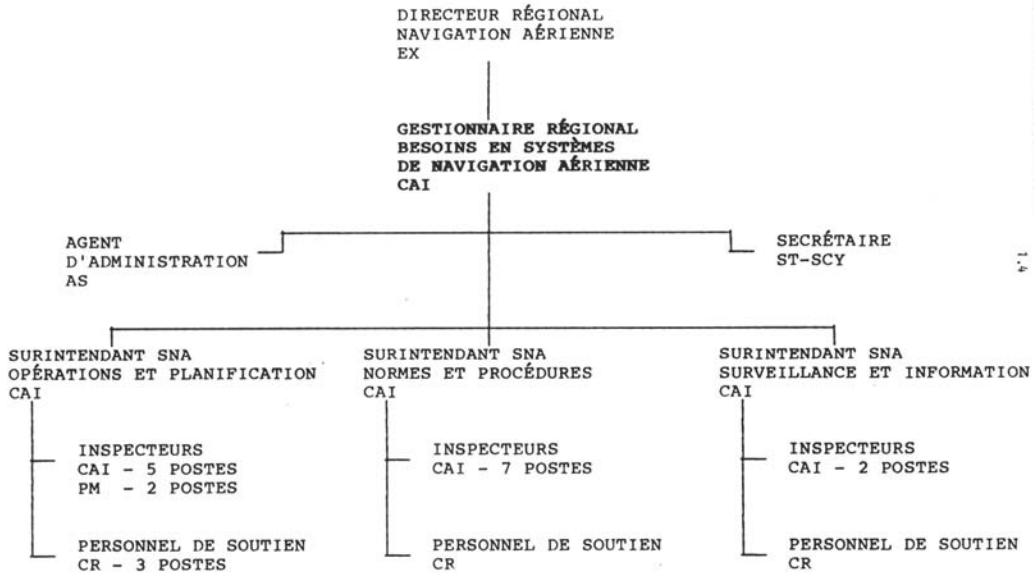 DIRECTEUR RÉGIONAL
NAVIGATION AÉRIENNE
EX
GESTIONNAIRE RÉGIONAL
BESOINS EN SYSTÈMES
DE NAVIGATION AÉRIENNE
CAI
AGENT
D'ADMINISTRATION
AS
SECRÉTAIRE
ST-SCY
1.4
SURINTENDANT SNA
OPÉRATIONS ET PLANIFICATION
CAI
INSPECTEURS
CAI - 5 POSTES
PM - 2 POSTES
PERSONNEL DE SOUTIEN
CR - 3 POSTES
SURINTENDANT SNA
NORMES ET PROCÉDURES
CAI
INSPECTEURS
CAI - 7 POSTES
PERSONNEL DE SOUTIEN
CR
SURINTENDANT SNA
SURVEILLANCE ET INFORMATION
CAI
INSPECTEURS
CAI - 2 POSTES
PERSONNEL DE SOUTIEN
CR